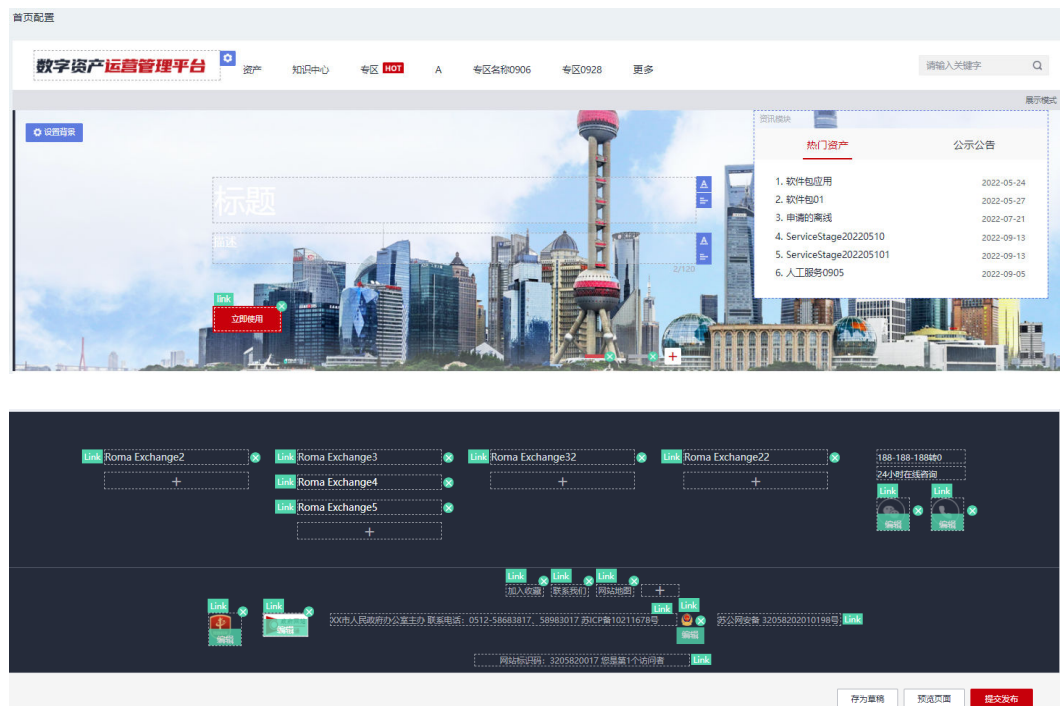 首页配置
数字资产运营管理平台
资产 知识中心 专区 HOT A 专区名称0906 专区0928 更多
请输入关键字
展示模式
设置背景
资讯模块
热门资产 公示公告
1. 软件包应用 2022-05-24
2. 软件包01 2022-05-27
3. 申请的离线 2022-07-21
4. ServiceStage20220510 2022-09-13
5. ServiceStage202205101 2022-09-13
6. 人工服务0905 2022-09-05
标题
描述
2/120
link
立即使用
Link Roma Exchange2 Link Roma Exchange3 Link Roma Exchange32 Link Roma Exchange22 188-188-188转0
Link Roma Exchange4 24小时在线咨询
Link Roma Exchange5 Link Link
编辑 编辑
Link Link Link
加入收藏 联系我们 网站地图
Link Link
编辑 编辑
XX市人民政府办公室主办 联系电话：0512-58683817、58983017 苏ICP备10211678号 Link
Link 编辑
苏公网安备 32058202010198号 Link
网站标识码：3205820017 您是第1个访问者 Link
存为草稿 预览页面 提交发布